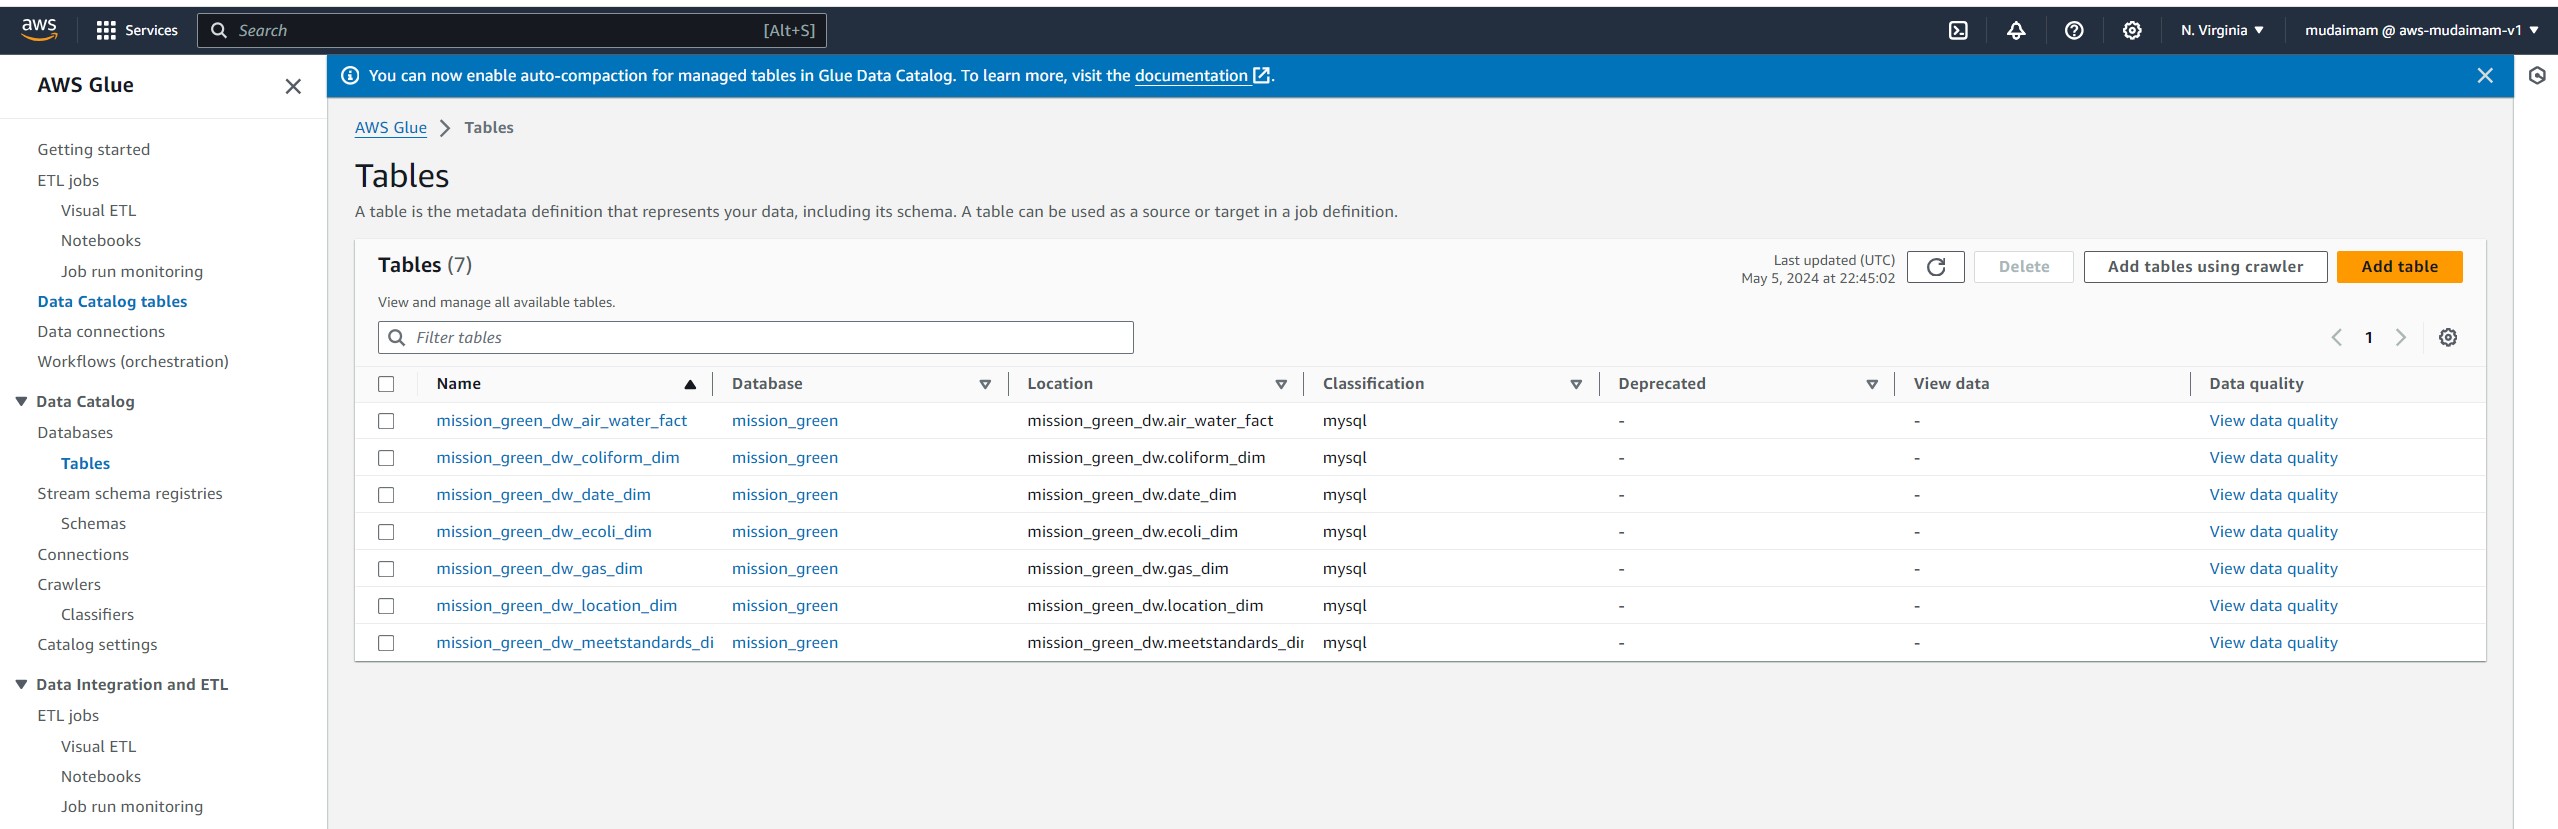 aws Services Search [Alt+S] N. Virginia mudaimam @ aws-mudaimam-v1
AWS Glue
Getting started
ETL jobs
Visual ETL
Notebooks
Job run monitoring
Data Catalog tables
Data connections
Workflows (orchestration)
Data Catalog
Databases
Tables
Stream schema registries
Schemas
Connections
Crawlers
Classifiers
Catalog settings
Data Integration and ETL
ETL jobs
Visual ETL
Notebooks
Job run monitoring
You can now enable auto-compaction for managed tables in Glue Data Catalog. To learn more, visit the documentation.
AWS Glue Tables
Tables
A table is the metadata definition that represents your data, including its schema. A table can be used as a source or target in a job definition.
Tables (7)
View and manage all available tables.
Last updated (UTC)
May 5, 2024 at 22:45:02
Delete Add tables using crawler Add table
Filter tables
1
Name Database Location Classification Deprecated View data Data quality
mission_green_dw_air_water_fact mission_green mission_green_dw.air_water_fact mysql - - View data quality
mission_green_dw_coliform_dim mission_green mission_green_dw.coliform_dim mysql - - View data quality
mission_green_dw_date_dim mission_green mission_green_dw.date_dim mysql - - View data quality
mission_green_dw_ecoli_dim mission_green mission_green_dw.ecoli_dim mysql - - View data quality
mission_green_dw_gas_dim mission_green mission_green_dw.gas_dim mysql - - View data quality
mission_green_dw_location_dim mission_green mission_green_dw.location_dim mysql - - View data quality
mission_green_dw_meetstandards_di mission_green mission_green_dw.meetstandards_dir mysql - - View data quality